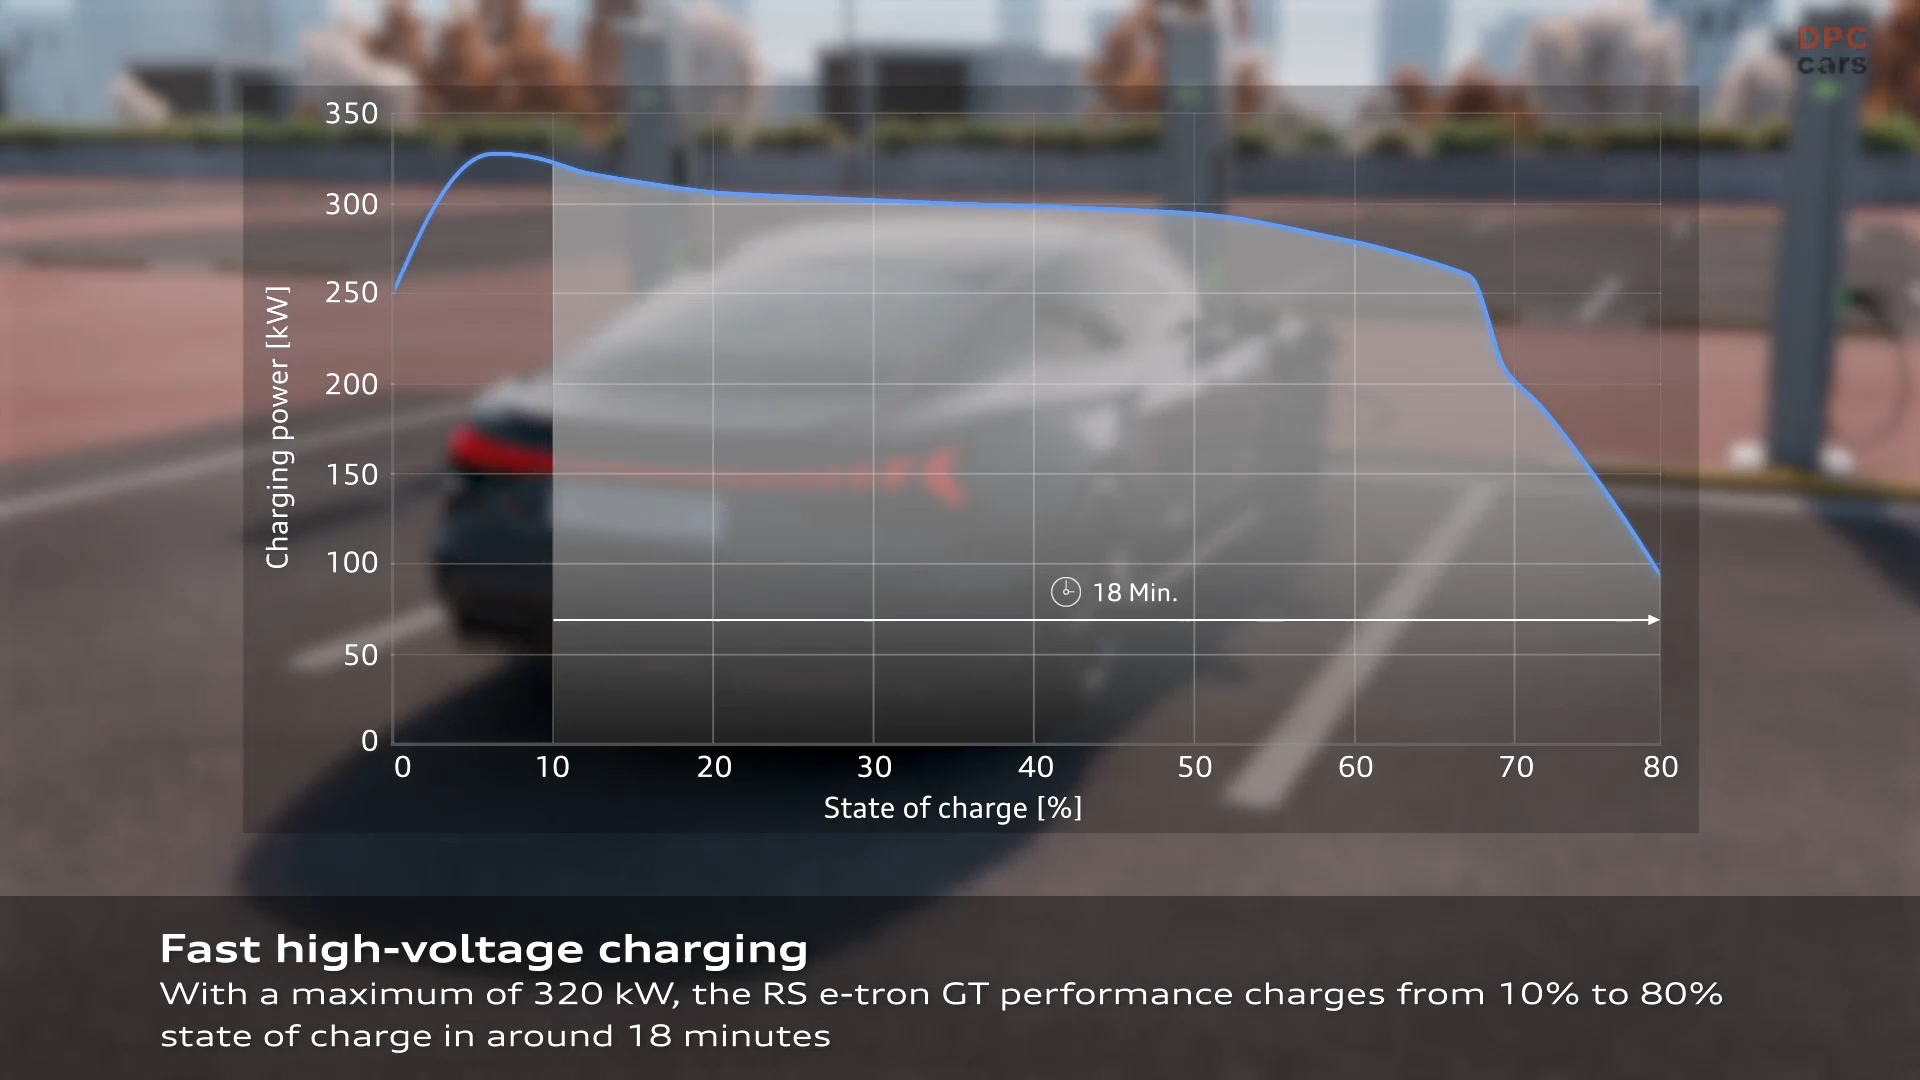 DPC
cars
350
300
250
200
150
100
50
0
Charging power [kW]
18 Min.
0 10 20 30 40 50 60 70 80
State of charge [%]
Fast high-voltage charging
With a maximum of 320 kW, the RS e-tron GT performance charges from 10% to 80%
state of charge in around 18 minutes